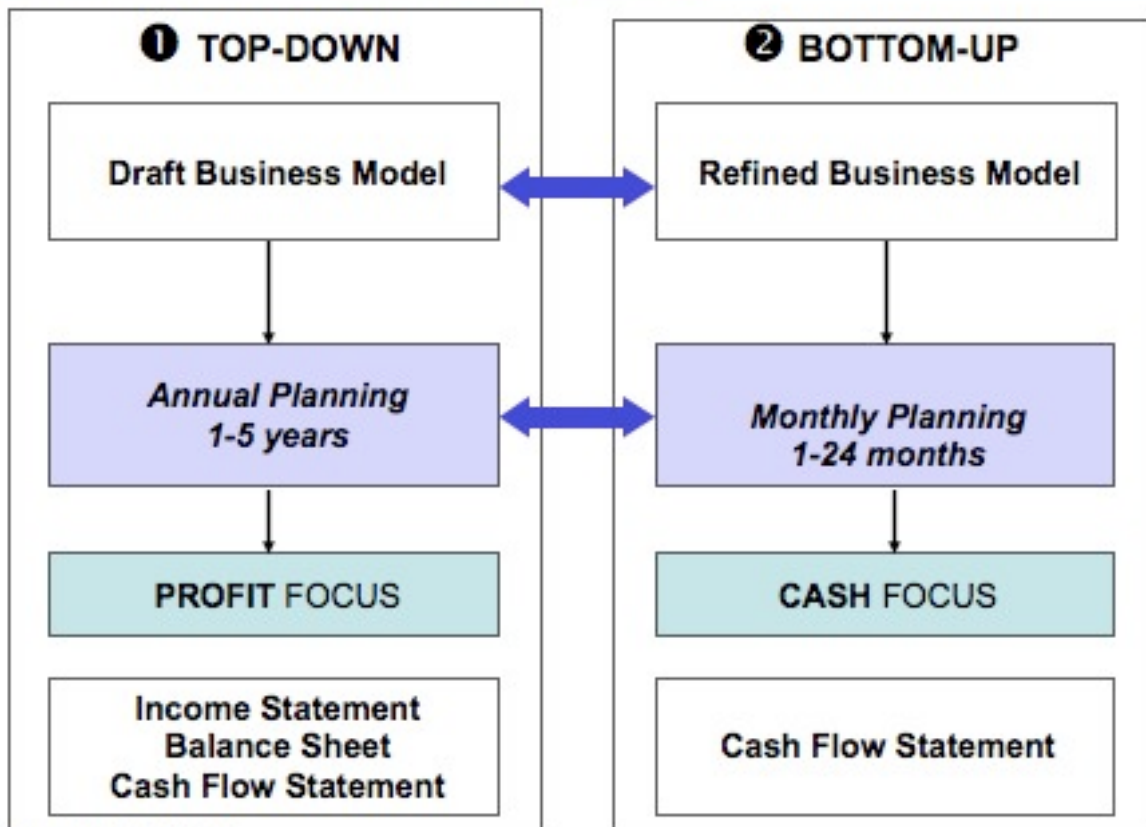 ❶ TOP-DOWN
Draft Business Model
Annual Planning
1-5 years
PROFIT FOCUS
Income Statement
Balance Sheet
Cash Flow Statement
❷ BOTTOM-UP
Refined Business Model
Monthly Planning
1-24 months
CASH FOCUS
Cash Flow Statement